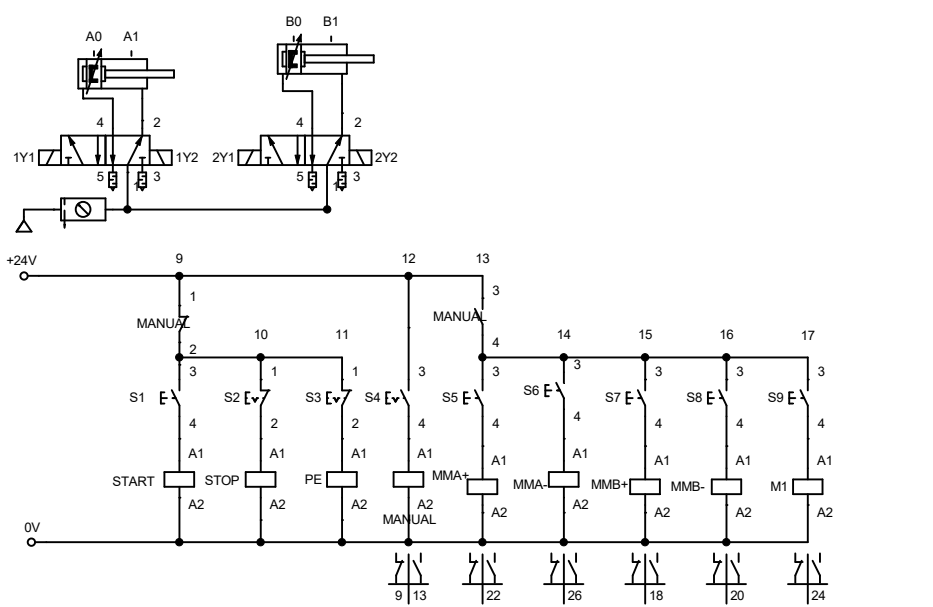 A0 A1 B0 B1
4 2 4 2
1Y1 1Y2 2Y1 2Y2
5 3 5 3
+24V 9 12 13
1 3
MANUAL MANUAL
2 10 11 4 14 15 16 17
3 1 1 3 3 3 3 3 3
S1 S2 S3 S4 S5 S6 S7 S8 S9
4 2 2 4 4 4 4 4 4
A1 A1 A1 A1 A1 A1 A1 A1 A1
START STOP PE MMA+ MMA- MMB+ MMB- M1
A2 A2 A2 A2 A2 A2 A2 A2 A2
MANUAL
0V
9 13 22 26 18 20 24